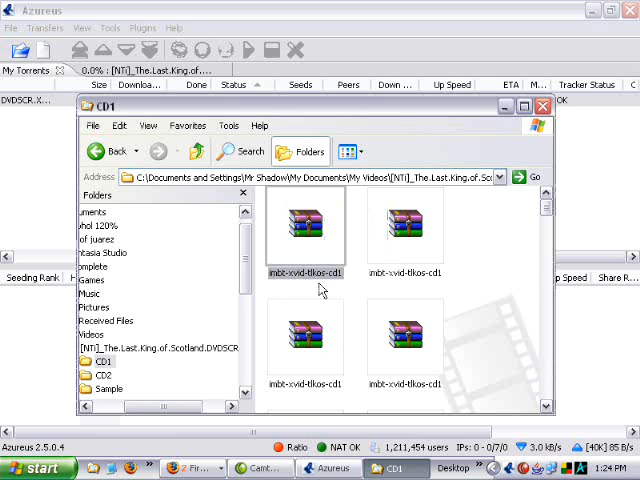 Azureus
File Transfers View Tools Plugins Help
My Torrents 0.0% : [NTi]_The.Last.King.of....
Size Downloa... Done Status Seeds Peers Down ... Up Speed ETA M... Tracker Status C
DVDSCR.X... OK
CD1
File Edit View Favorites Tools Help
Back Search Folders
Address C:\Documents and Settings\Mr Shadow\My Documents\My Videos\[NTi]_The.Last.King.of.Sco Go
Folders
uments
ohol 120%
of juarez
ntasia Studio
omplete
Games
Music
Pictures
Received Files
Videos
[NTi]_The.Last.King.of.Scotland.DVDSCR
CD1
CD2
Sample
imbt-xvid-tlkos-cd1 imbt-xvid-tlkos-cd1
imbt-xvid-tlkos-cd1 imbt-xvid-tlkos-cd1
Seeding Rank H p Speed Share R
Azureus 2.5.0.4 Ratio NAT OK 1,211,454 users IPs: 0 - 0/7/0 3.0 kB/s [40K] 85 B/s
start 2 Fir... Camt... Azureus CD1 Desktop 1:24 PM